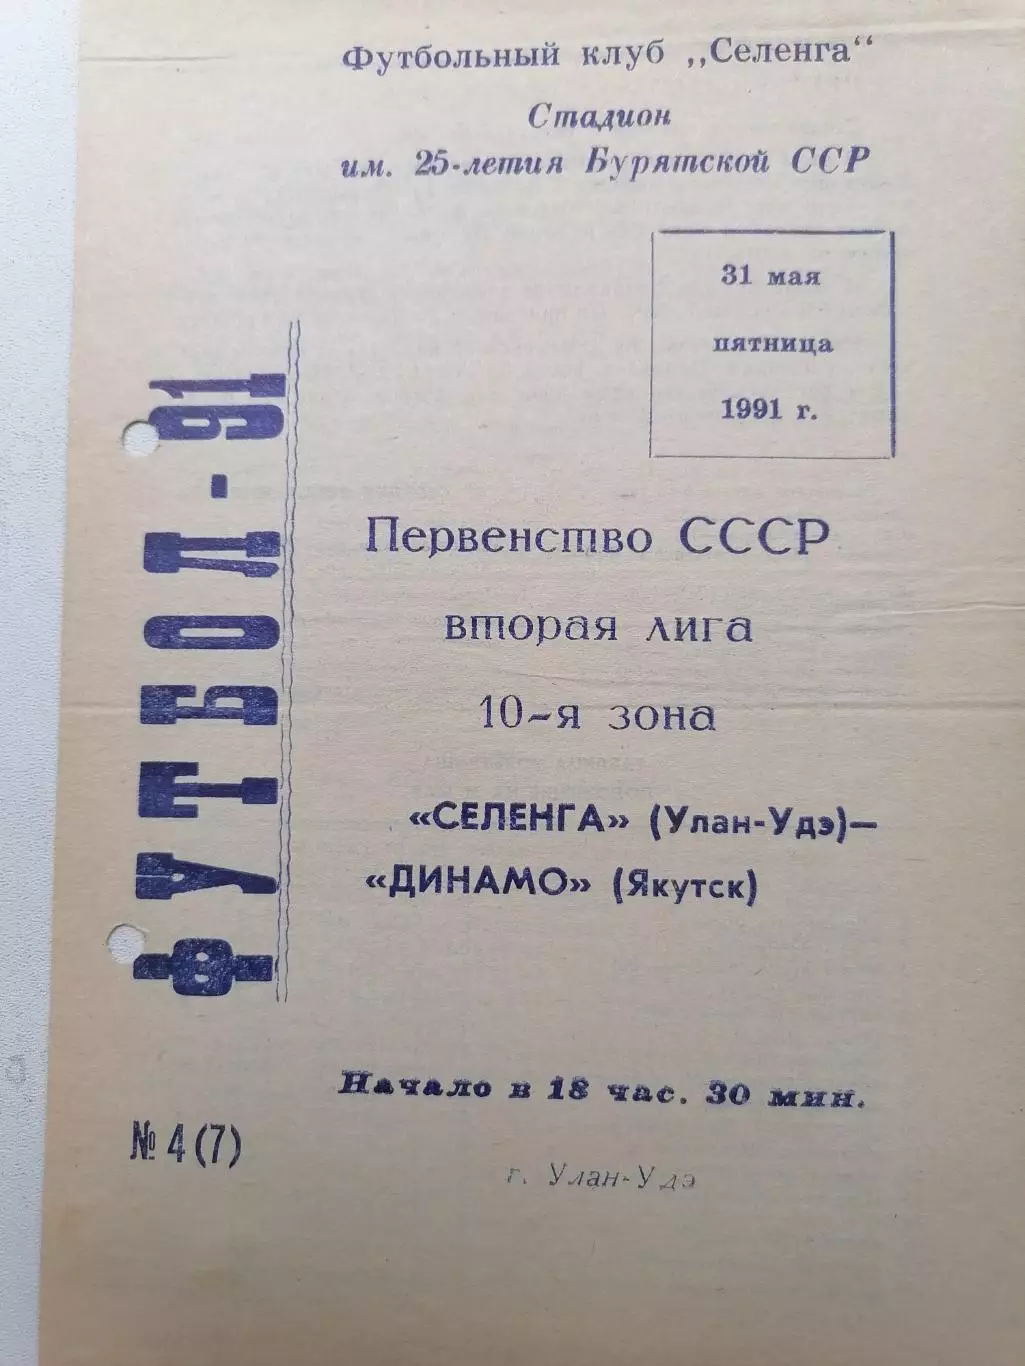 Футбольный клуб „Селенга“
Стадион
им. 25-летия Бурятской ССР
31 мая
пятница
1991 г.
ФУТБОЛ-91
Первенство СССР
вторая лига
10-я зона
«СЕЛЕНГА» (Улан-Удэ)—
«ДИНАМО» (Якутск)
Начало в 18 час. 30 мин.
№ 4 (7)
г. Улан-Удэ